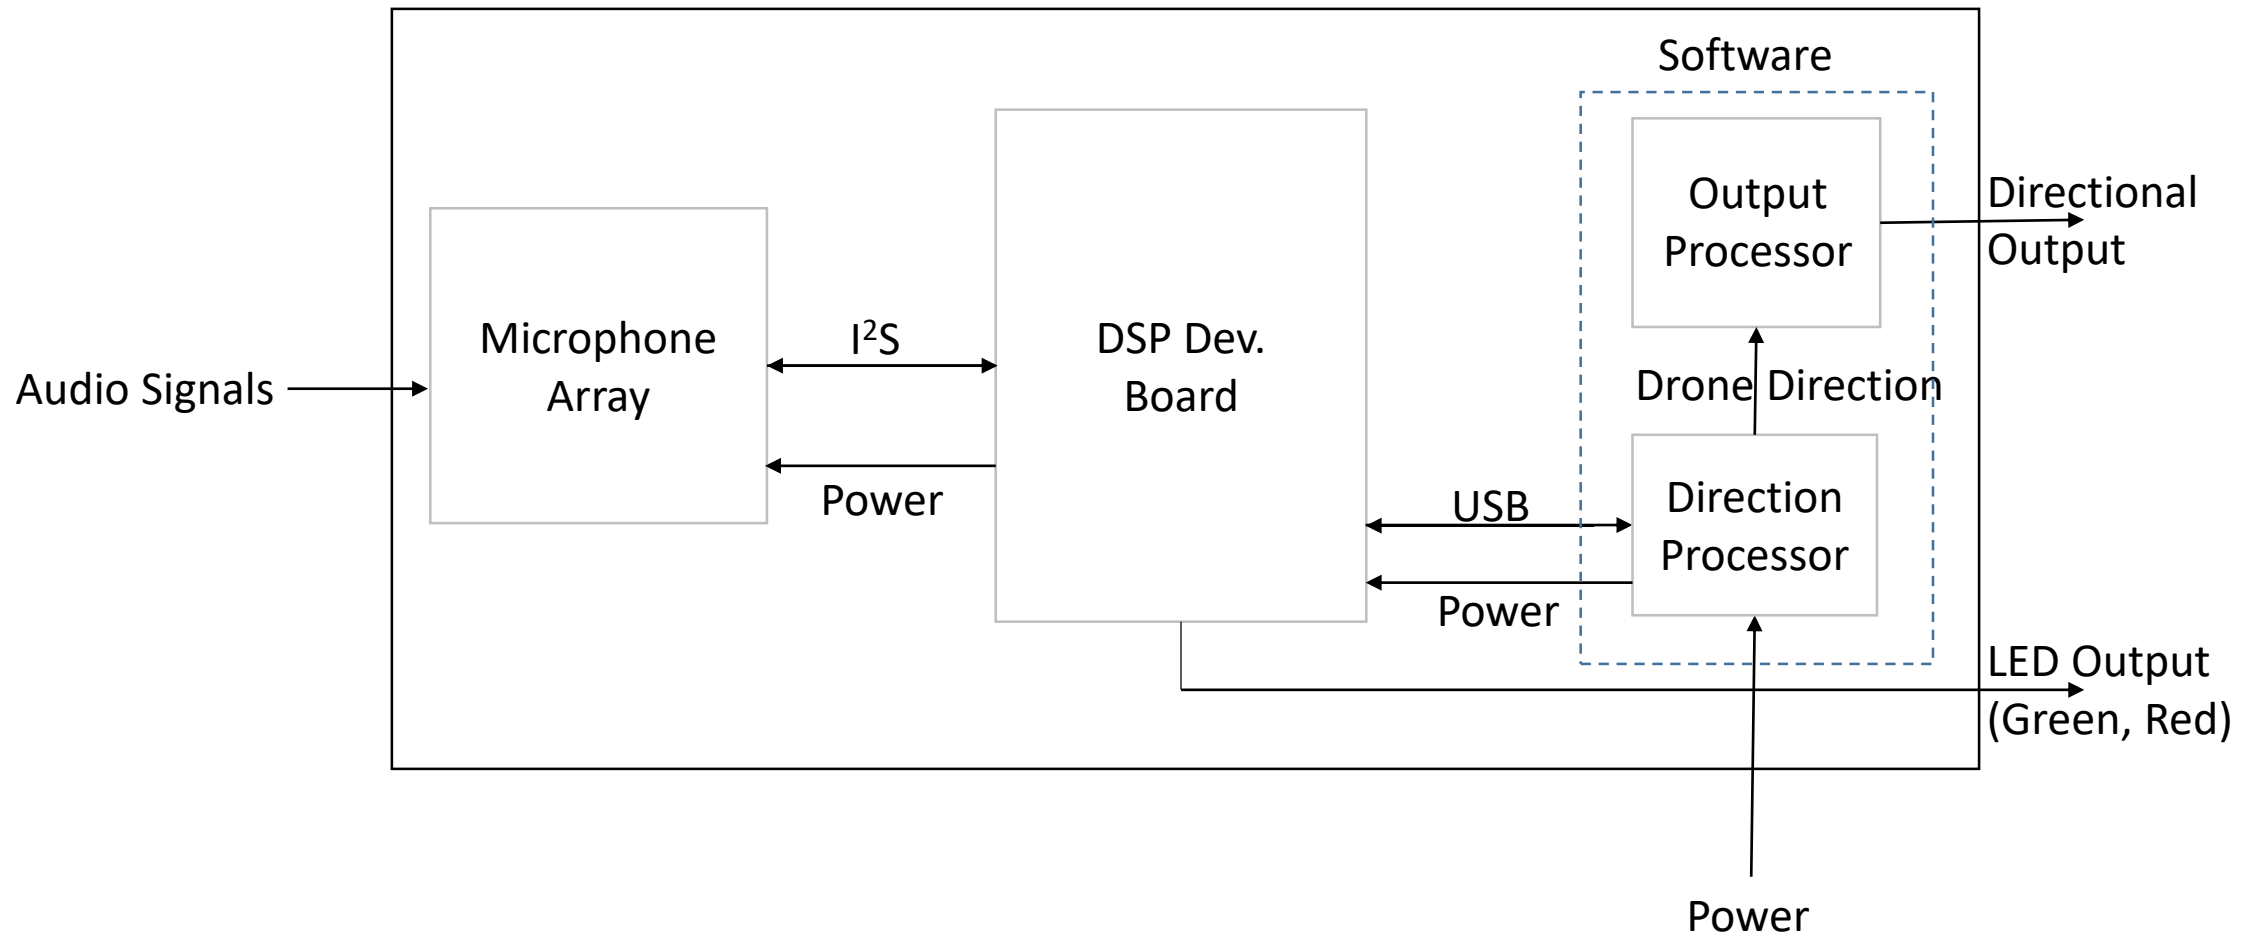 Software
Output
Processor
Directional
Output
Microphone
Array
I²S
DSP Dev.
Board
Audio Signals
Drone Direction
Power
USB
Direction
Processor
Power
LED Output
(Green, Red)
Power